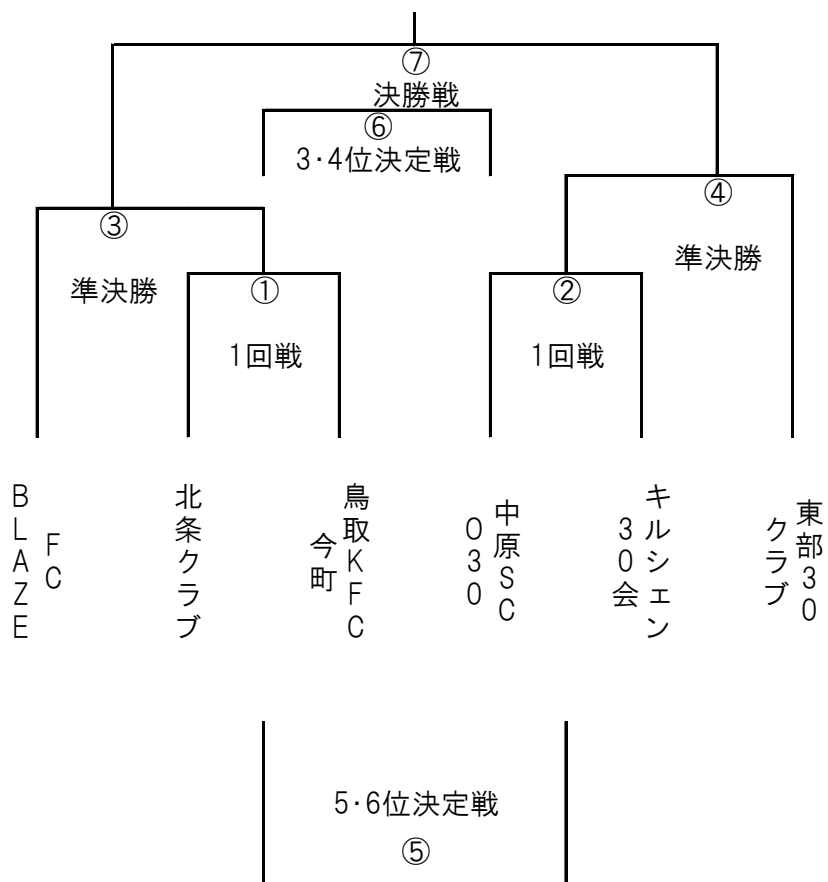 ⑦
決勝戦
⑥
3・4位決定戦
④
準決勝
③
準決勝
①
1回戦
②
1回戦
FC
BLAZE
北条クラブ
鳥取KFC
今町
中原SC
O30
キルシェン
30会
東部30
クラブ
5・6位決定戦
⑤